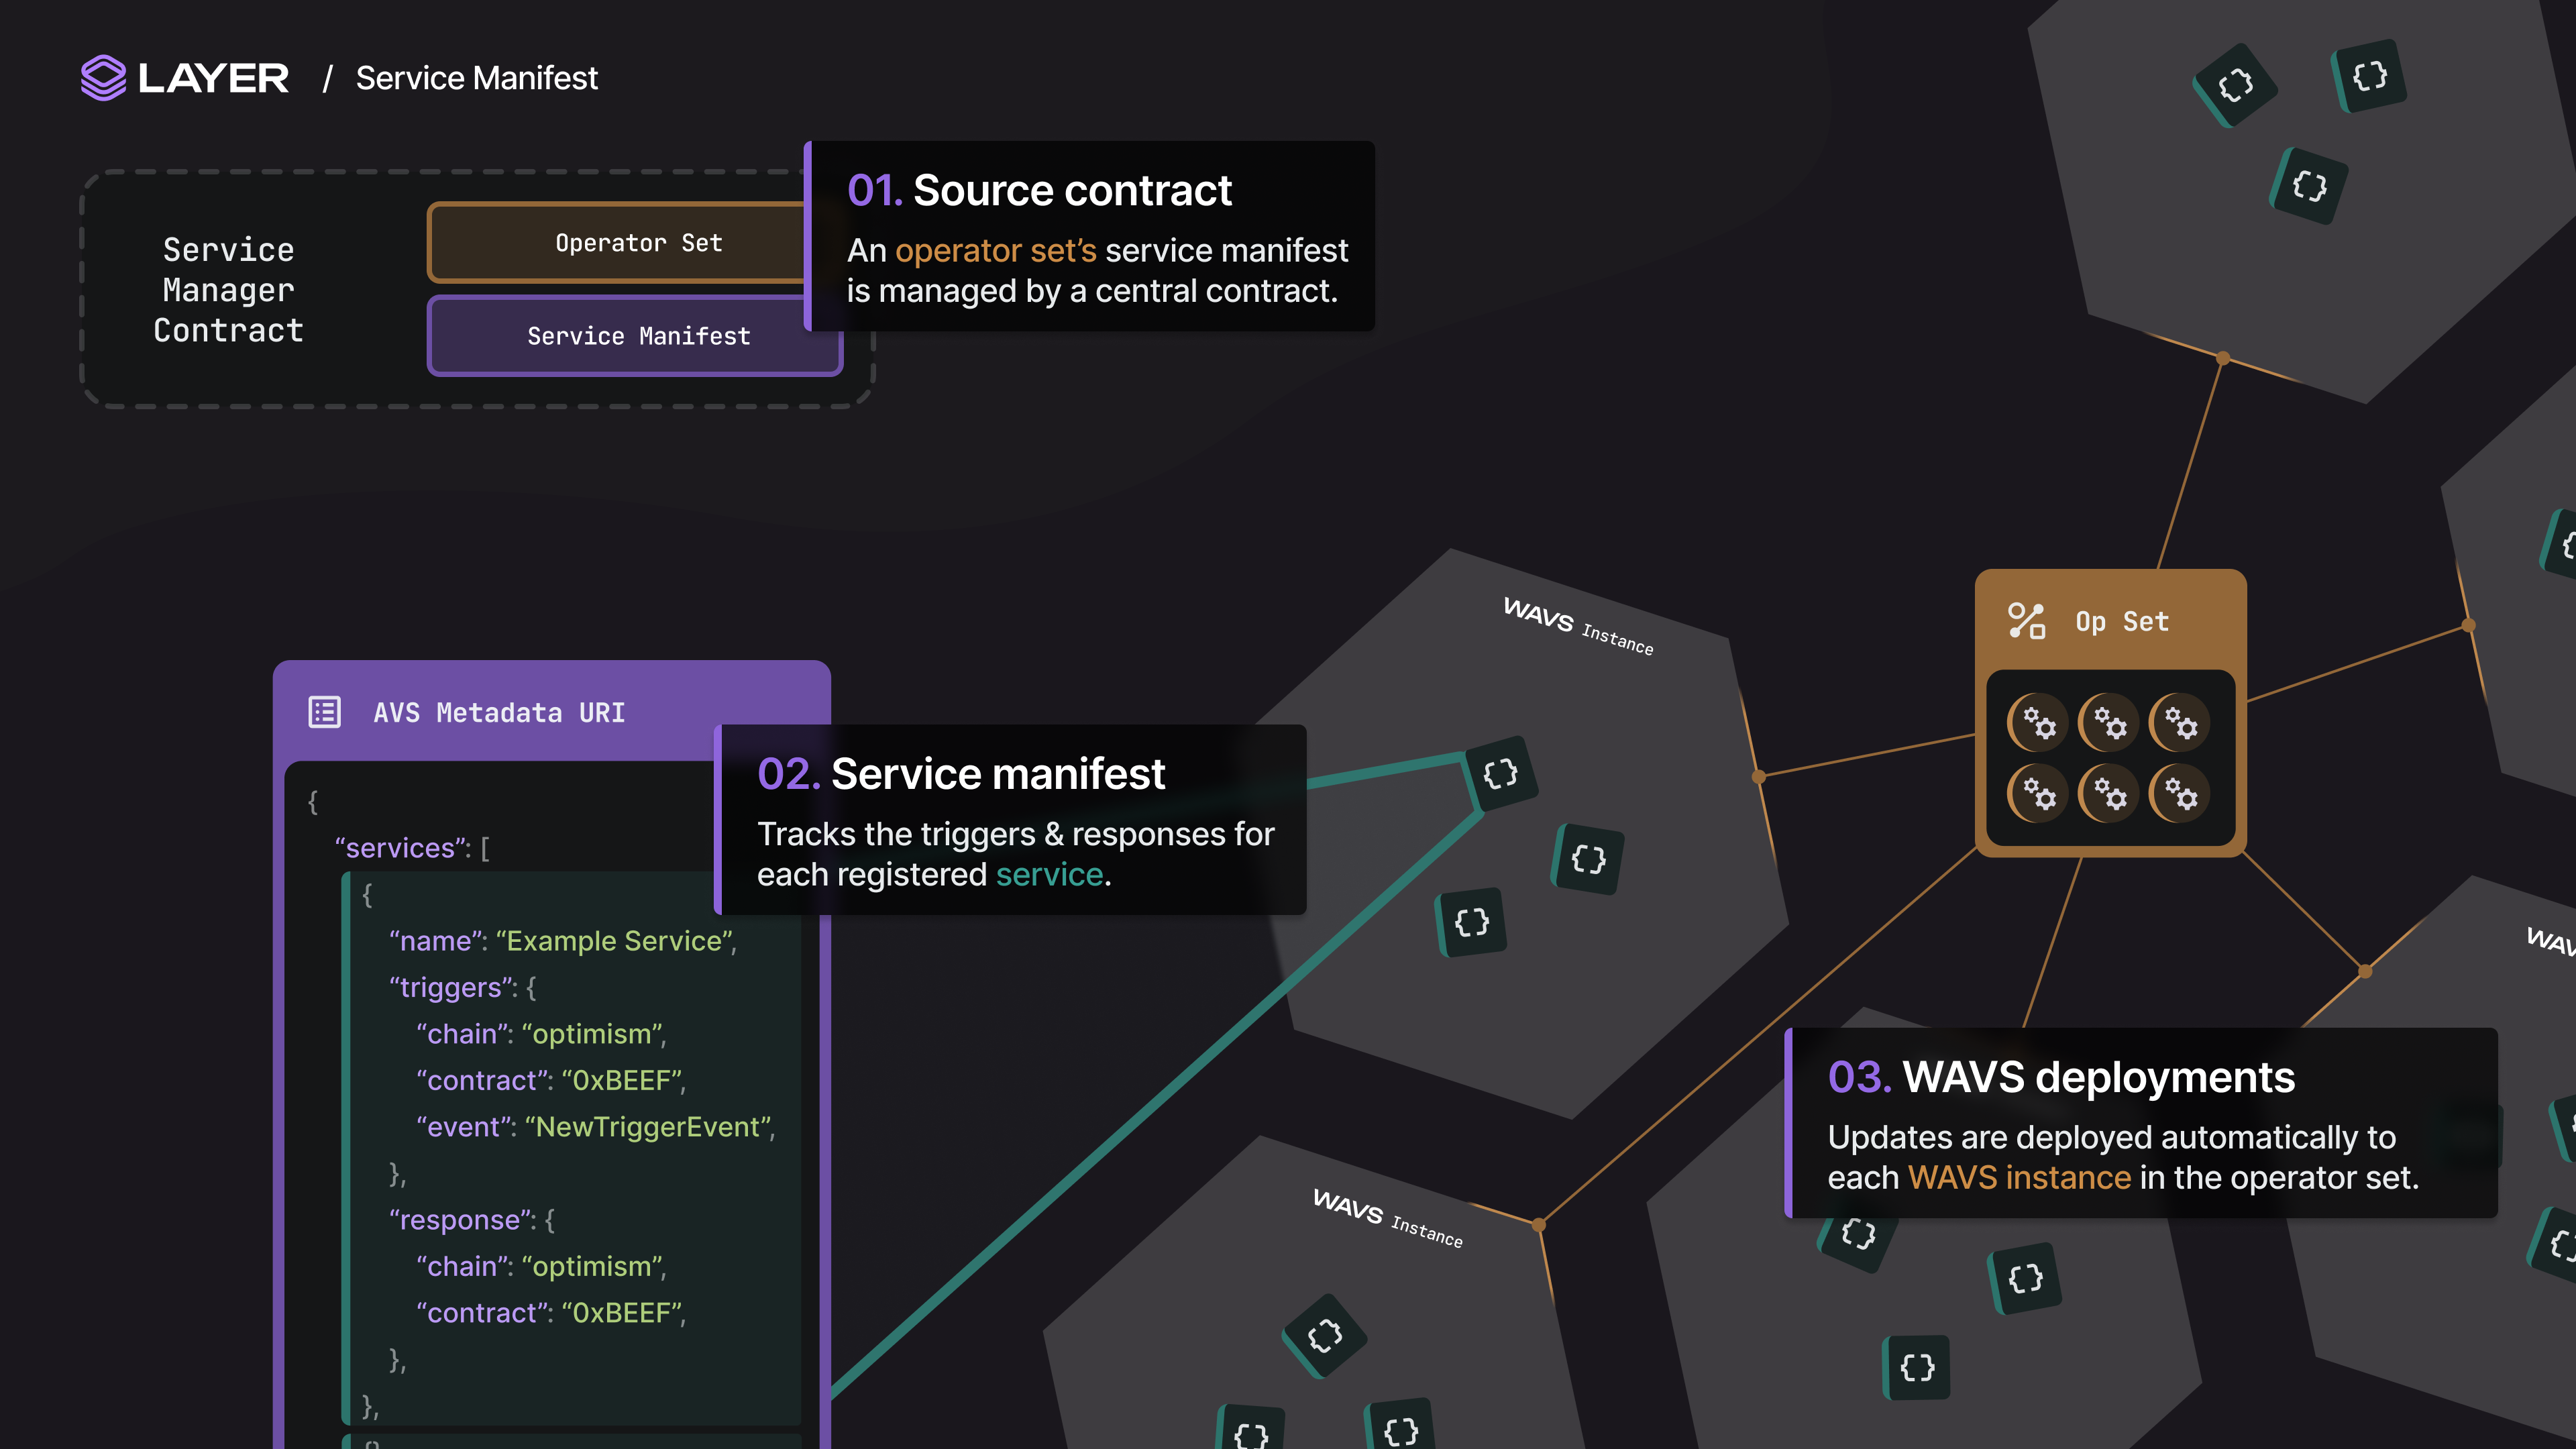 LAYER / Service Manifest
Service
Manager
Contract
Operator Set
Service Manifest
01. Source contract
An operator set’s service manifest
is managed by a central contract.
AVS Metadata URI
{
“services”: [
{
“name”: “Example Service”,
“triggers”: {
“chain”: “optimism”,
“contract”: “0xBEEF”,
“event”: “NewTriggerEvent”,
},
“response”: {
“chain”: “optimism”,
“contract”: “0xBEEF”,
},
},
02. Service manifest
Tracks the triggers & responses for
each registered service.
WAVS Instance
{}
{}
{}
Op Set
{}
{}
{}
WAVS Instance
{}
{}
{}
03. WAVS deployments
Updates are deployed automatically to
each WAVS instance in the operator set.
{}
{}
{}